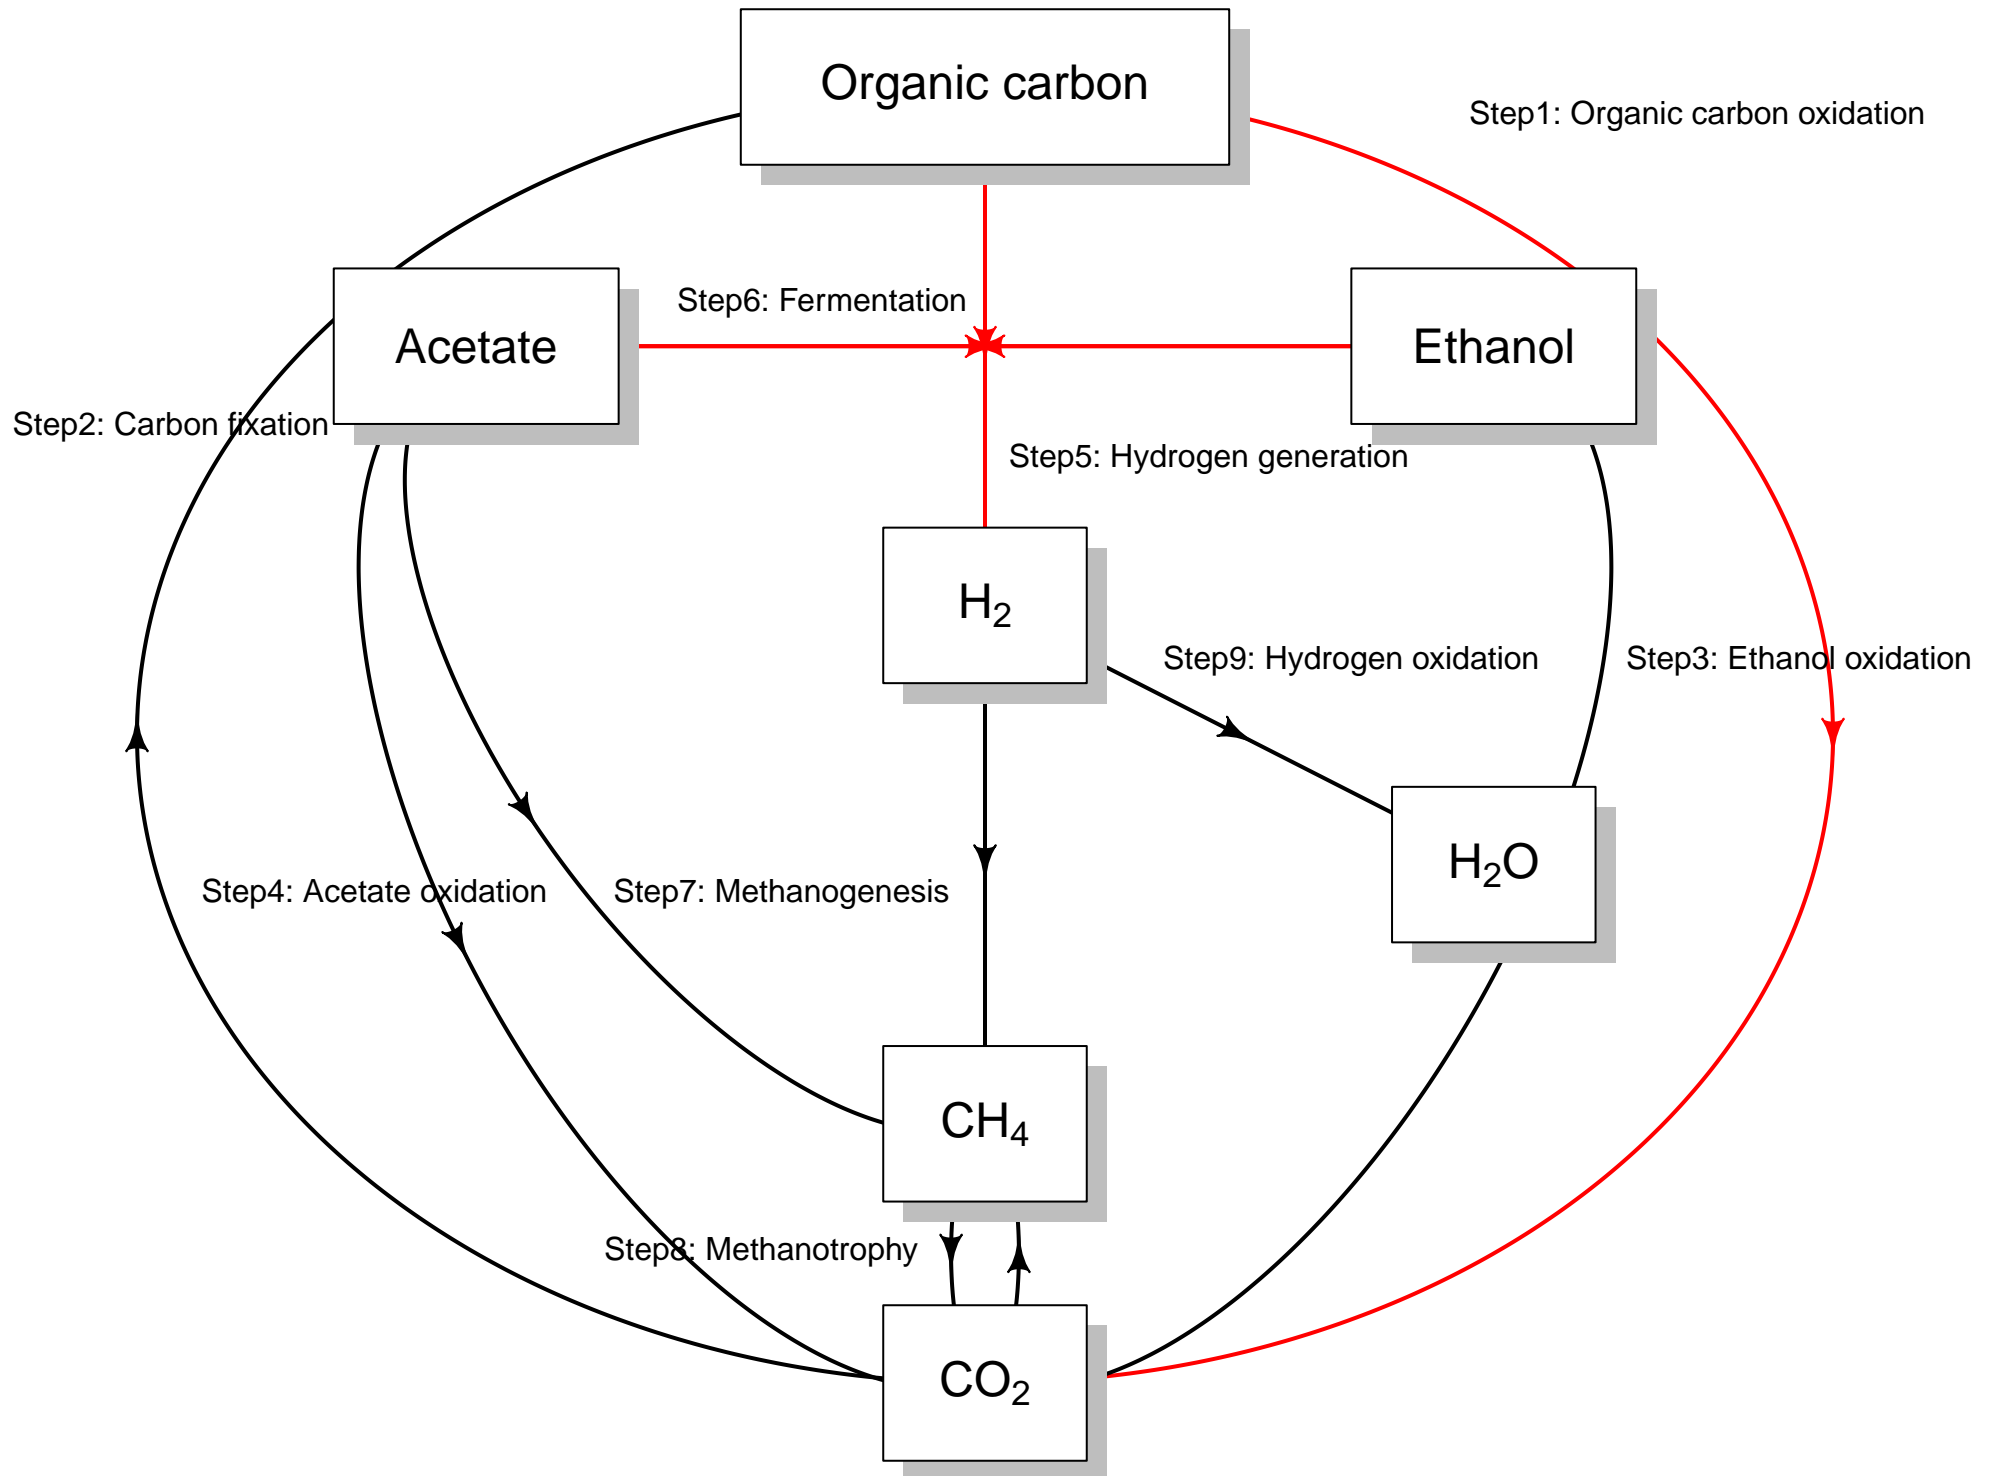 Organic carbon
Step1: Organic carbon oxidation
Step6: Fermentation
Acetate
Ethanol
Step2: Carbon fixation
Step5: Hydrogen generation
H₂
Step9: Hydrogen oxidation
Step3: Ethanol oxidation
H₂O
Step4: Acetate oxidation
Step7: Methanogenesis
CH₄
Step8: Methanotrophy
CO₂